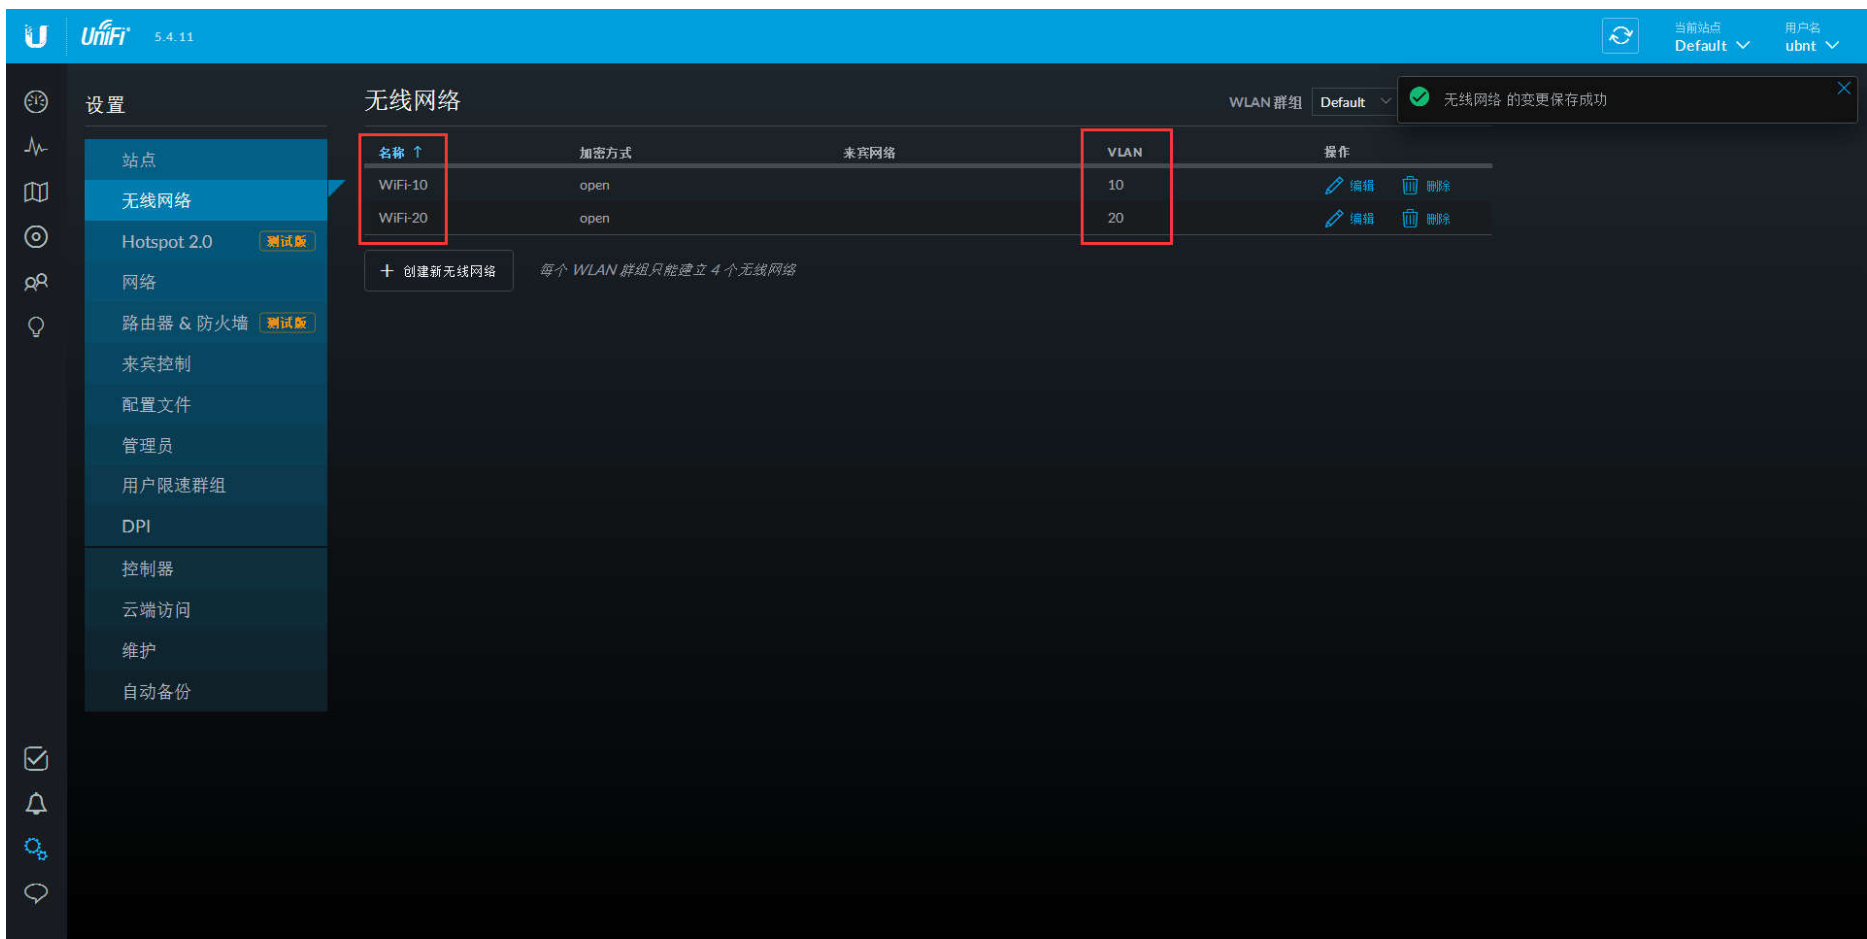 UniFi 5.4.11
当前站点
Default
用户名
ubnt
设置
站点
无线网络
Hotspot 2.0 测试版
网络
路由器 & 防火墙 测试版
来宾控制
配置文件
管理员
用户限速群组
DPI
控制器
云端访问
维护
自动备份
无线网络
WLAN 群组 Default
无线网络 的变更保存成功
名称 ↑ 加密方式 来宾网络 VLAN 操作
WiFi-10 open 10 编辑 删除
WiFi-20 open 20 编辑 删除
+ 创建新无线网络 每个 WLAN 群组只能建立 4 个无线网络